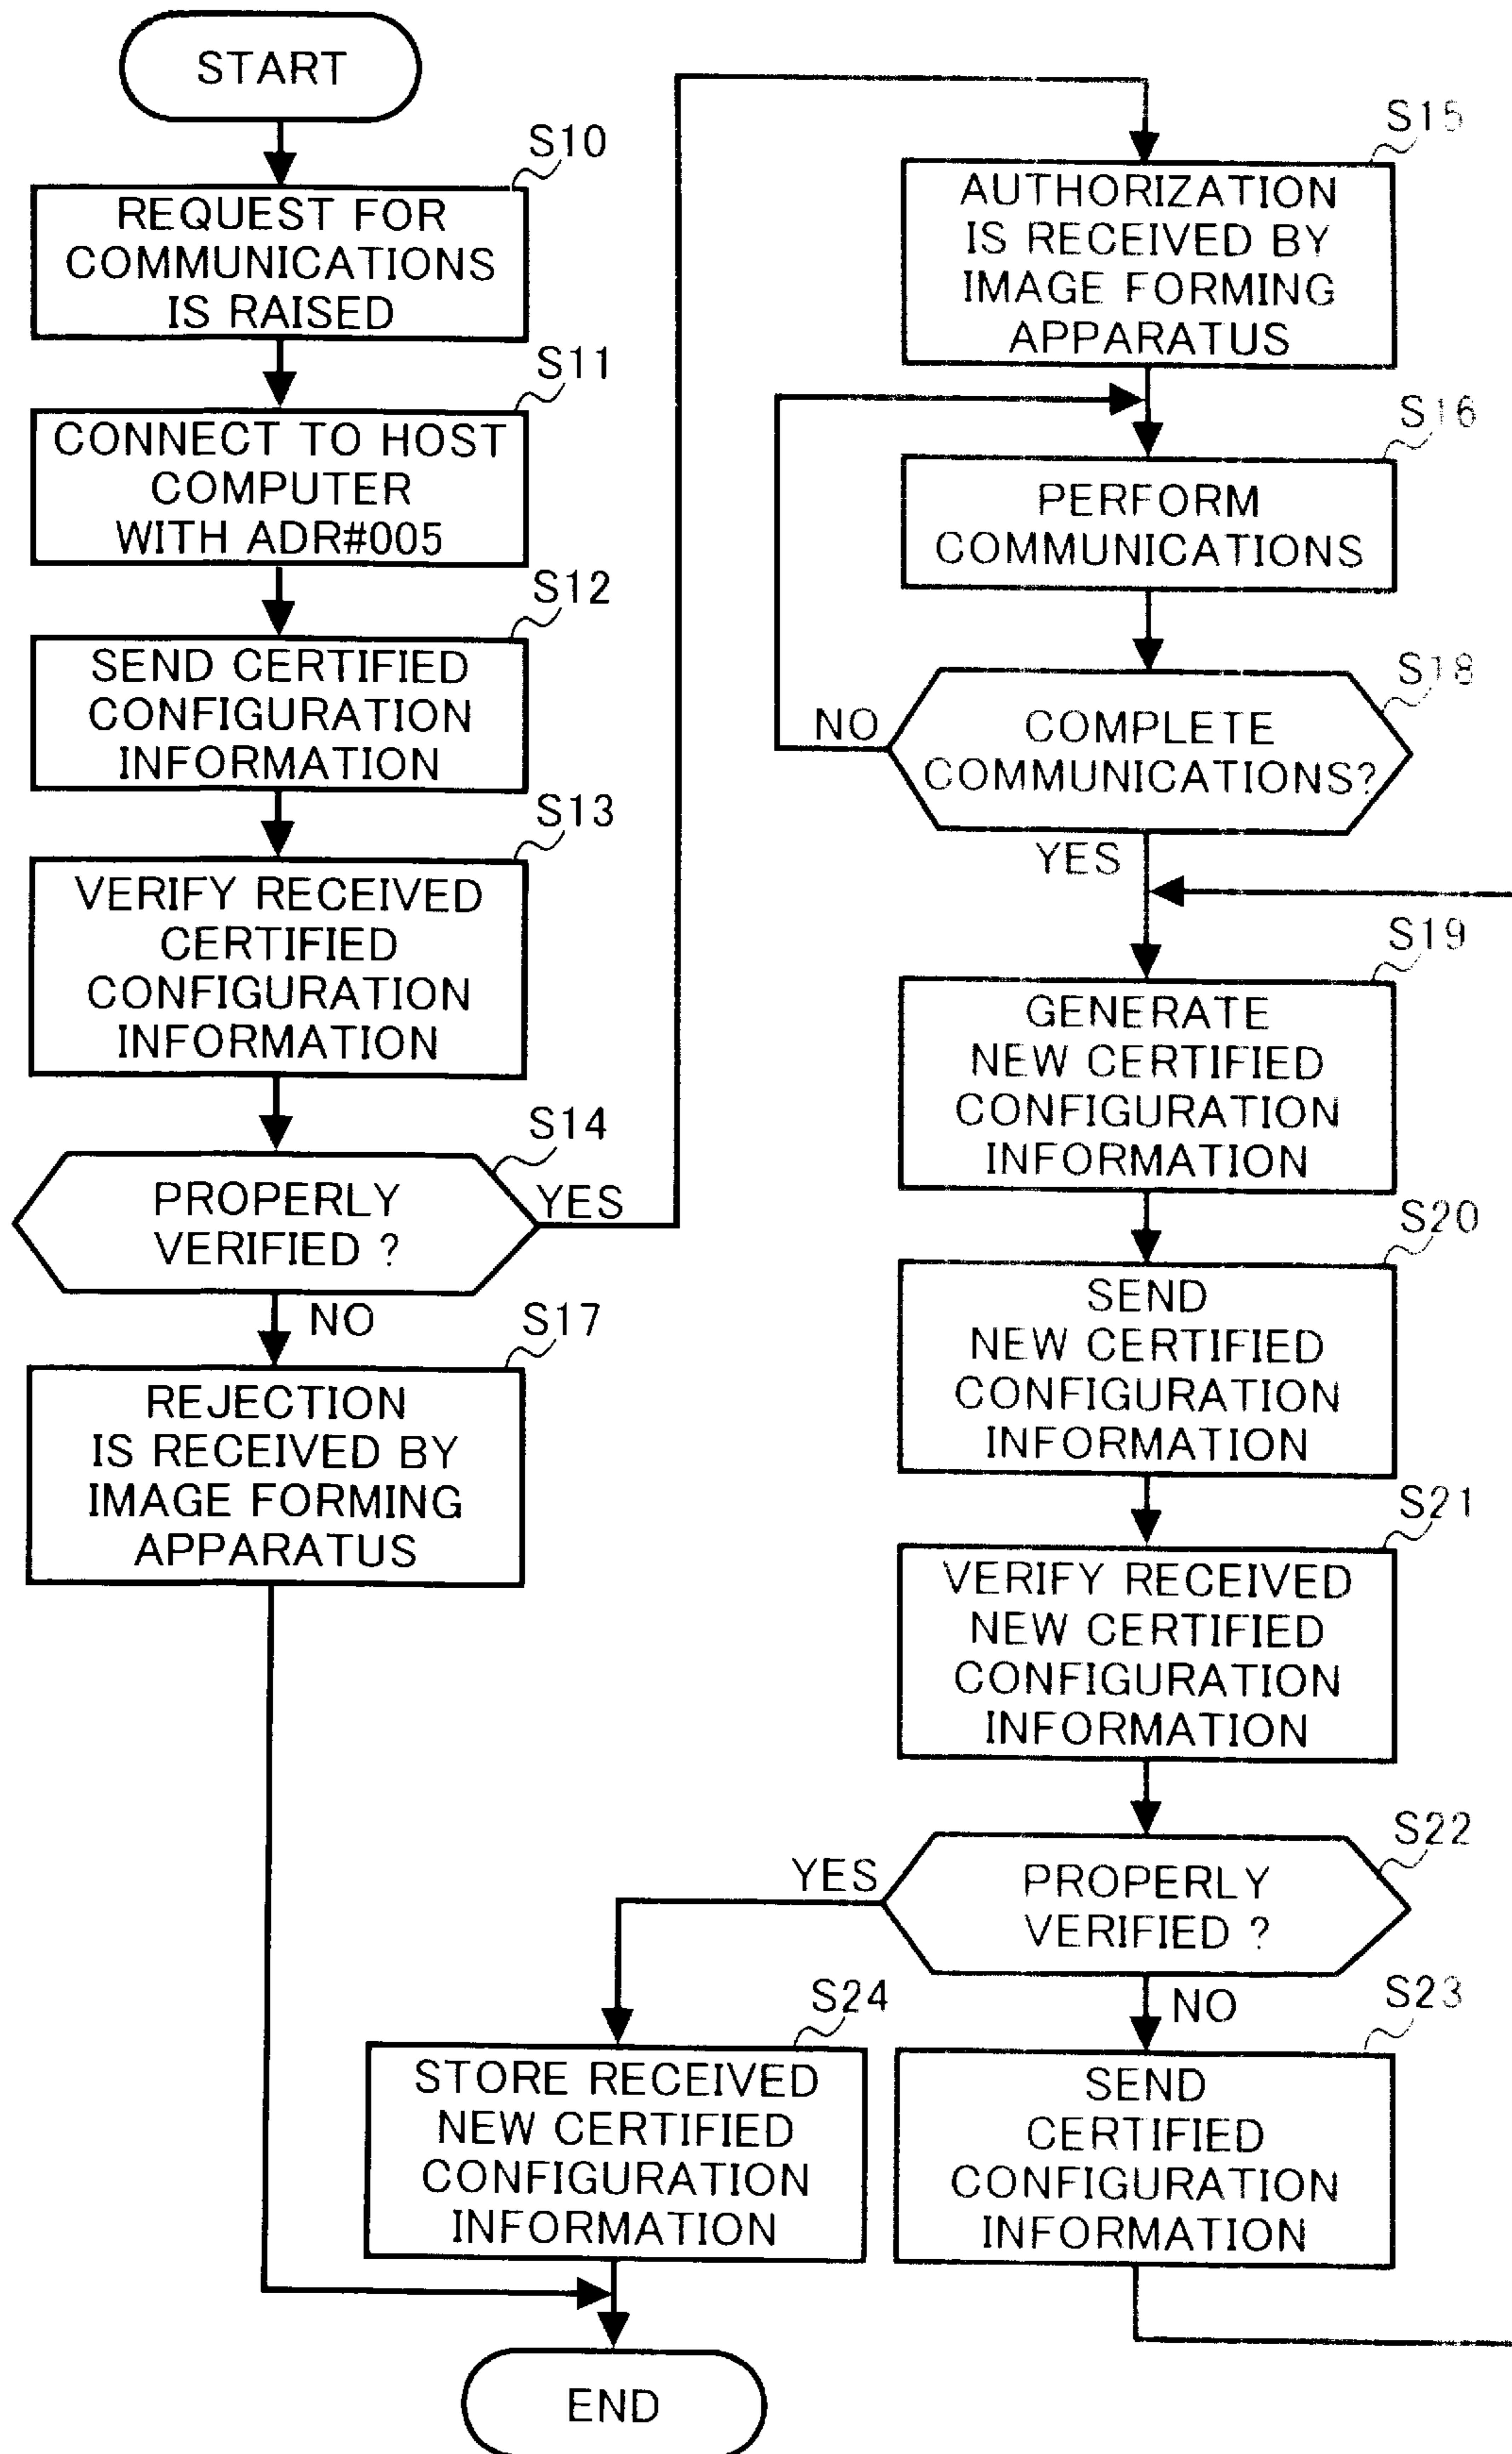 START
S10
REQUEST FOR
COMMUNICATIONS
IS RAISED
S11
CONNECT TO HOST
COMPUTER
WITH ADR#005
S12
SEND CERTIFIED
CONFIGURATION
INFORMATION
S13
VERIFY RECEIVED
CERTIFIED
CONFIGURATION
INFORMATION
S14
PROPERLY
VERIFIED ?
YES
NO
S17
REJECTION
IS RECEIVED BY
IMAGE FORMING
APPARATUS
S15
AUTHORIZATION
IS RECEIVED BY
IMAGE FORMING
APPARATUS
S16
PERFORM
COMMUNICATIONS
S18
NO
COMPLETE
COMMUNICATIONS?
YES
S19
GENERATE
NEW CERTIFIED
CONFIGURATION
INFORMATION
S20
SEND
NEW CERTIFIED
CONFIGURATION
INFORMATION
S21
VERIFY RECEIVED
NEW CERTIFIED
CONFIGURATION
INFORMATION
S22
YES
PROPERLY
VERIFIED ?
NO
S24
STORE RECEIVED
NEW CERTIFIED
CONFIGURATION
INFORMATION
S23
SEND
CERTIFIED
CONFIGURATION
INFORMATION
END